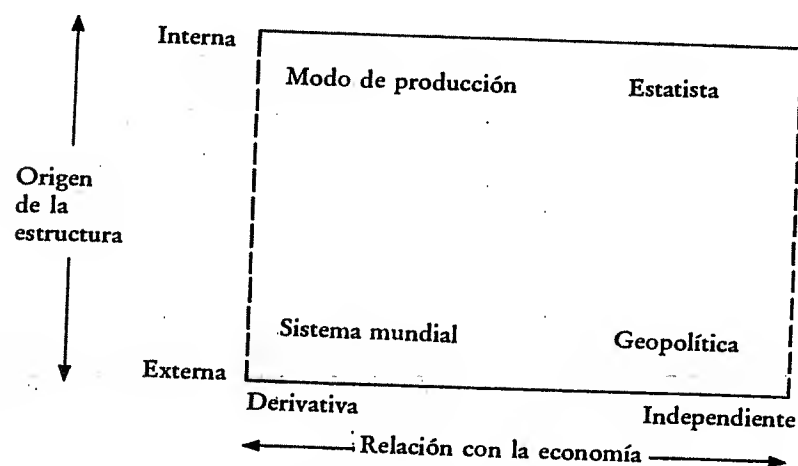 Interna
Modo de producción
Estatista
Origen
de la
estructura
Sistema mundial
Geopolítica
Externa
Derivativa
Independiente
Relación con la economía